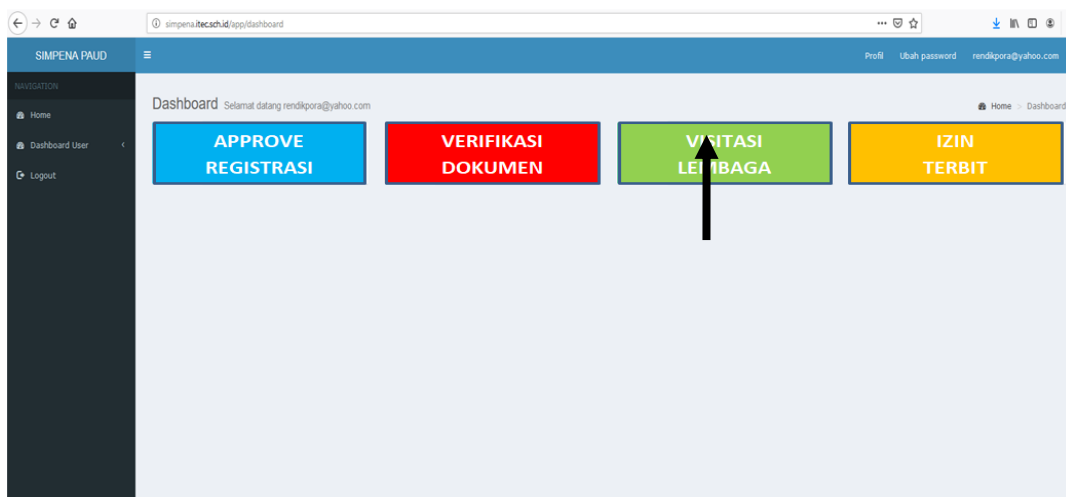 simpena.itec.sch.id/app/dashboard
SIMPENA PAUD
Profil Ubah password rendikpora@yahoo.com
NAVIGATION
Home
Dashboard User
Logout
Dashboard Selamat datang rendikpora@yahoo.com
Home > Dashboard
APPROVE
REGISTRASI
VERIFIKASI
DOKUMEN
VISITASI
LEMBAGA
IZIN
TERBIT